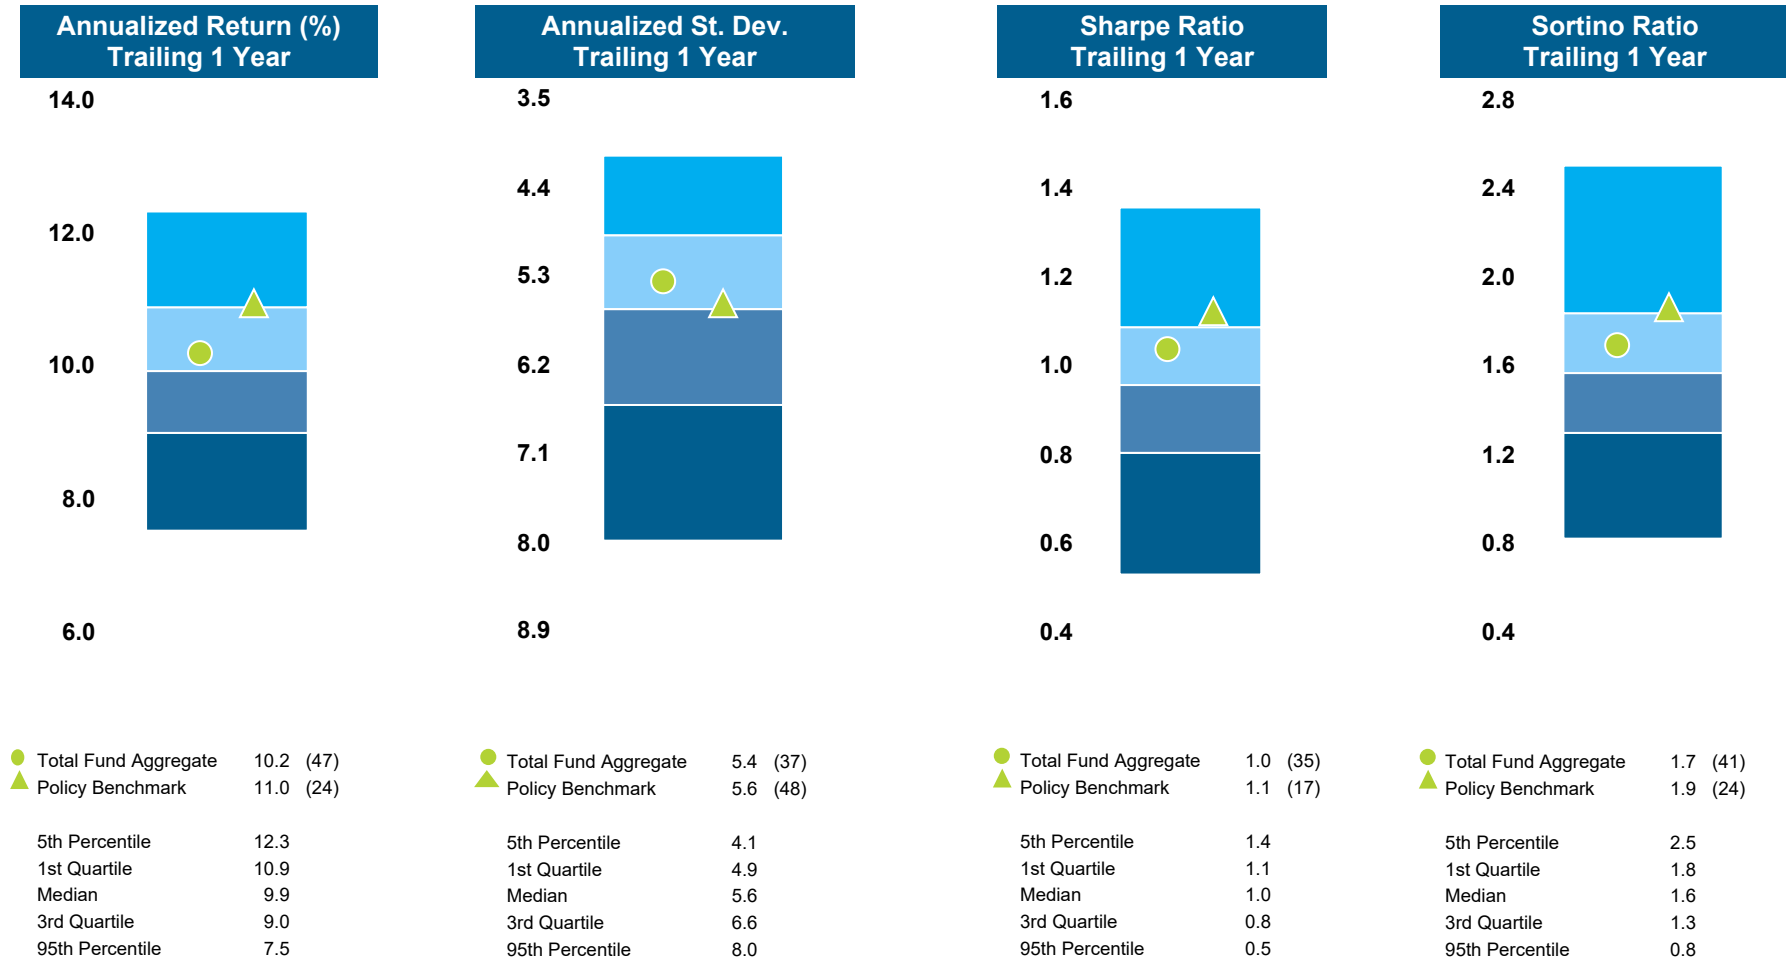 Annualized Return (%)
Trailing 1 Year
14.0
12.0
10.0
8.0
6.0
Total Fund Aggregate 10.2 (47)
Policy Benchmark 11.0 (24)
5th Percentile 12.3
1st Quartile 10.9
Median 9.9
3rd Quartile 9.0
95th Percentile 7.5
Annualized St. Dev.
Trailing 1 Year
3.5
4.4
5.3
6.2
7.1
8.0
8.9
Total Fund Aggregate 5.4 (37)
Policy Benchmark 5.6 (48)
5th Percentile 4.1
1st Quartile 4.9
Median 5.6
3rd Quartile 6.6
95th Percentile 8.0
Sharpe Ratio
Trailing 1 Year
1.6
1.4
1.2
1.0
0.8
0.6
0.4
Total Fund Aggregate 1.0 (35)
Policy Benchmark 1.1 (17)
5th Percentile 1.4
1st Quartile 1.1
Median 1.0
3rd Quartile 0.8
95th Percentile 0.5
Sortino Ratio
Trailing 1 Year
2.8
2.4
2.0
1.6
1.2
0.8
0.4
Total Fund Aggregate 1.7 (41)
Policy Benchmark 1.9 (24)
5th Percentile 2.5
1st Quartile 1.8
Median 1.6
3rd Quartile 1.3
95th Percentile 0.8